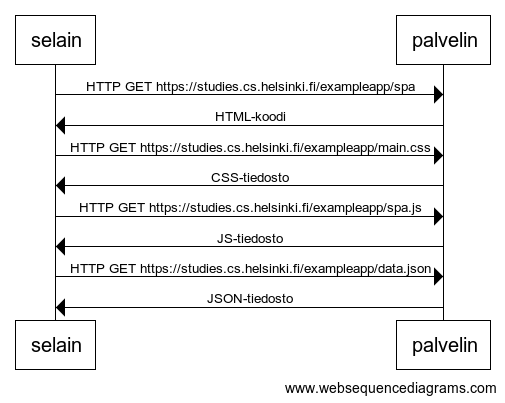 selain
palvelin
HTTP GET https://studies.cs.helsinki.fi/exampleapp/spa
HTML-koodi
HTTP GET https://studies.cs.helsinki.fi/exampleapp/main.css
CSS-tiedosto
HTTP GET https://studies.cs.helsinki.fi/exampleapp/spa.js
JS-tiedosto
HTTP GET https://studies.cs.helsinki.fi/exampleapp/data.json
JSON-tiedosto
selain
palvelin
www.websequencediagrams.com